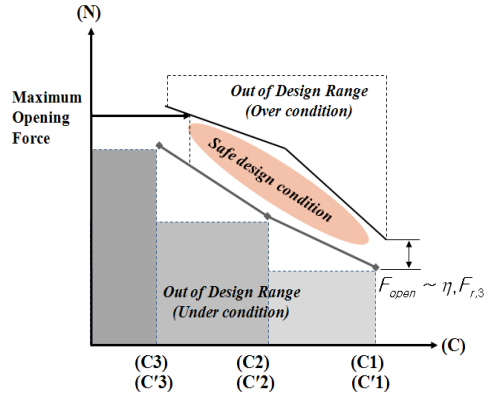 (N)
Out of Design Range
(Over condition)
Maximum
Opening
Force
Safe design condition
F_open ~ η, F_r,3
Out of Design Range
(Under condition)
(C3)
(C2)
(C1)
(C)
(C'3)
(C'2)
(C'1)